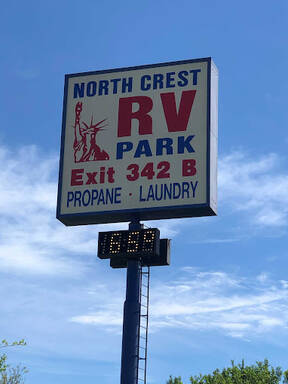 NORTH CREST
RV
PARK
Exit 342 B
PROPANE · LAUNDRY